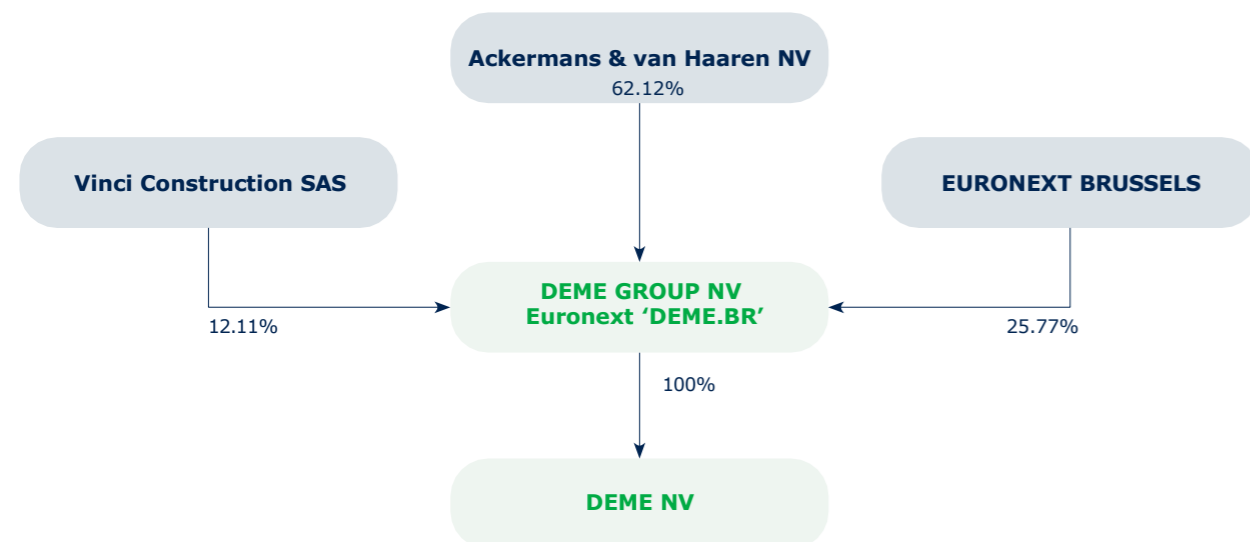 Ackermans & van Haaren NV
62.12%
Vinci Construction SAS
EURONEXT BRUSSELS
DEME GROUP NV
Euronext ‘DEME.BR’
12.11%
25.77%
100%
DEME NV